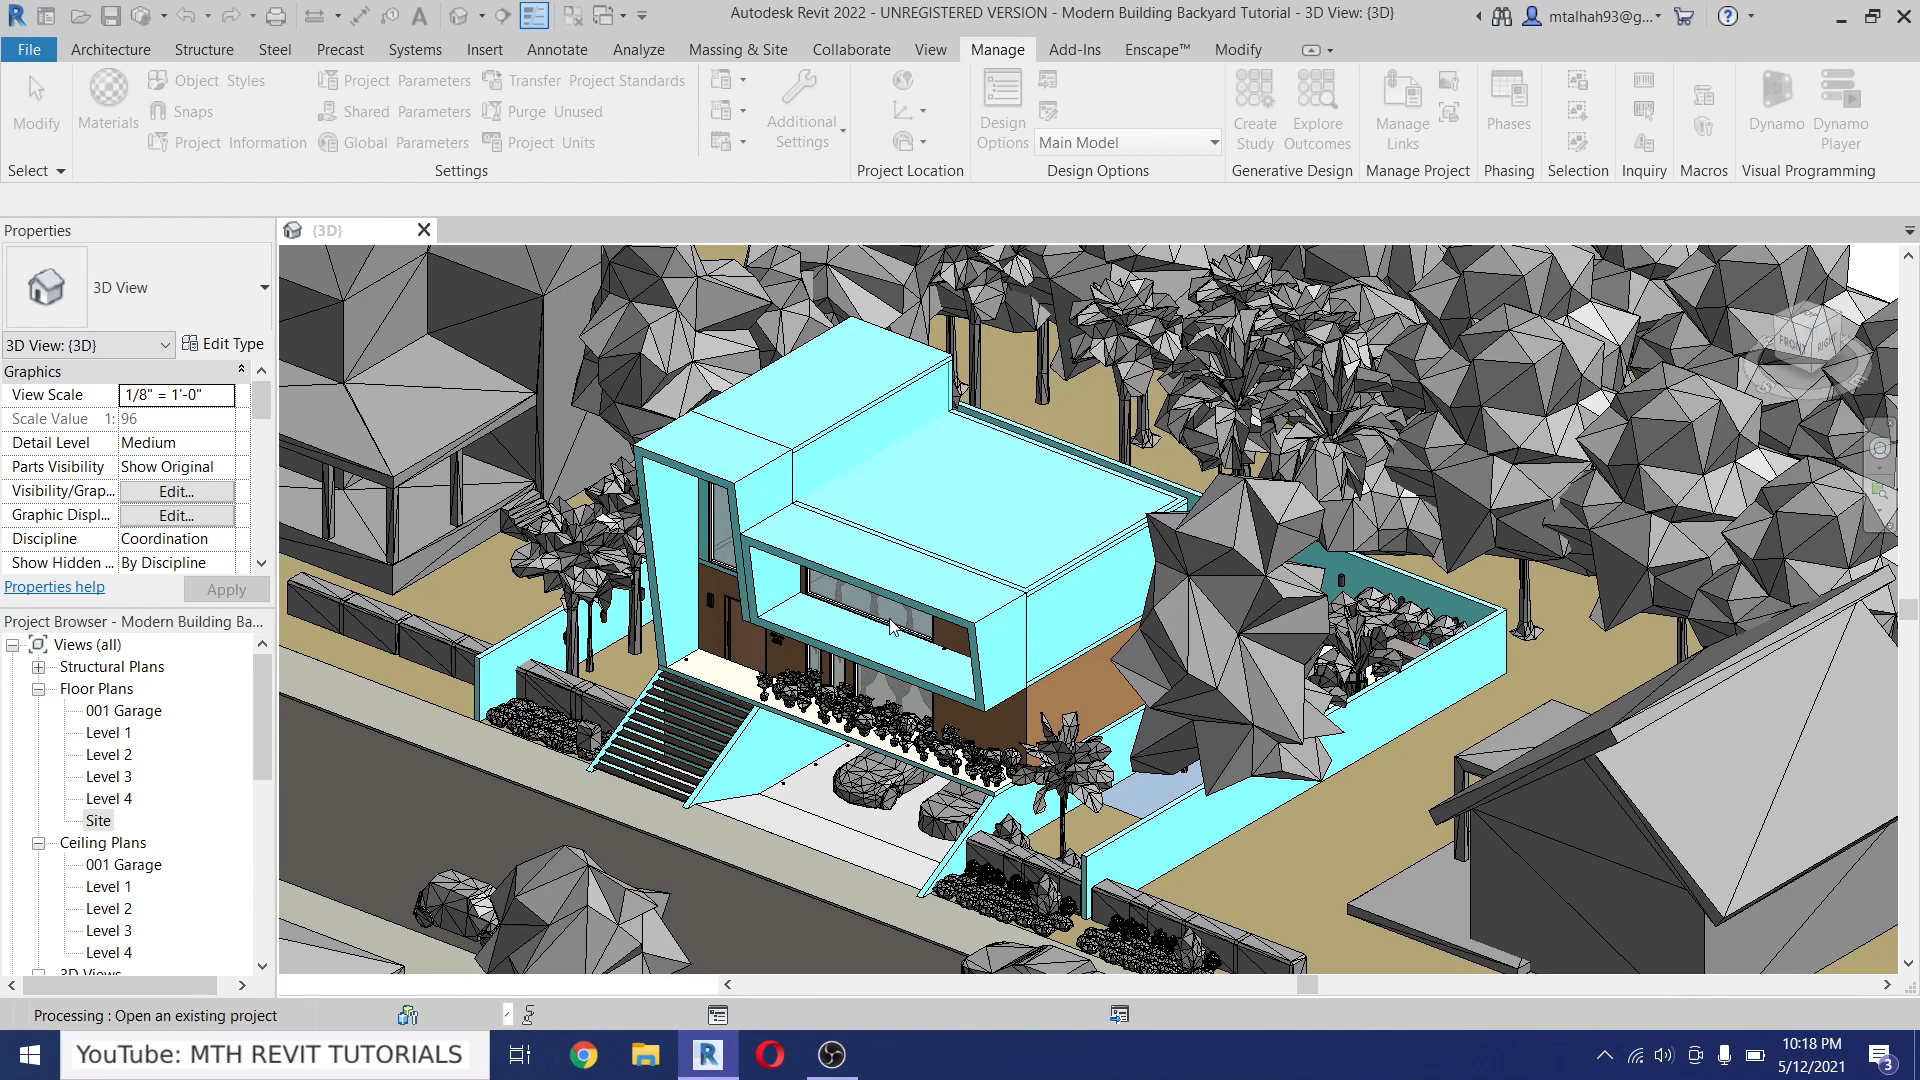 Autodesk Revit 2022 - UNREGISTERED VERSION - Modern Building Backyard Tutorial - 3D View: {3D}
mtalhah93@g...
File Architecture Structure Steel Precast Systems Insert Annotate Analyze Massing & Site Collaborate View Manage Add-Ins Enscape™ Modify
Modify
Materials
Object Styles
Snaps
Project Information
Project Parameters
Shared Parameters
Global Parameters
Transfer Project Standards
Purge Unused
Project Units
Additional Settings
Design Options
Main Model
Create Study
Explore Outcomes
Manage Links
Phases
Dynamo
Dynamo Player
Select Settings Project Location Design Options Generative Design Manage Project Phasing Selection Inquiry Macros Visual Programming
Properties
{3D}
3D View
3D View: {3D}
Edit Type
Graphics
View Scale 1/8" = 1'-0"
Scale Value 1: 96
Detail Level Medium
Parts Visibility Show Original
Visibility/Grap... Edit...
Graphic Displ... Edit...
Discipline Coordination
Show Hidden ... By Discipline
Properties help
Apply
Project Browser - Modern Building Ba...
Views (all)
Structural Plans
Floor Plans
001 Garage
Level 1
Level 2
Level 3
Level 4
Site
Ceiling Plans
001 Garage
Level 1
Level 2
Level 3
Level 4
3D Views
FRONT
RIGHT
Processing : Open an existing project
YouTube: MTH REVIT TUTORIALS
10:18 PM
5/12/2021
3